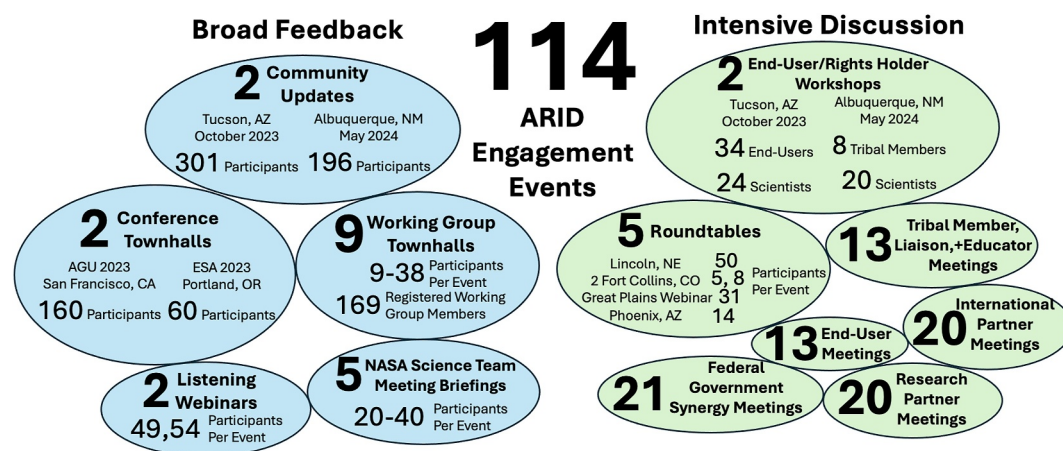 Broad Feedback
2 Community
Updates
Tucson, AZ
October 2023
Albuquerque, NM
May 2024
301 Participants 196 Participants
2 Conference
Townhalls
AGU 2023
San Francisco, CA
ESA 2023
Portland, OR
160 Participants 60 Participants
9 Working Group
Townhalls
9-38 Participants
Per Event
169 Registered Working
Group Members
2 Listening
Webinars
49,54 Participants
Per Event
5 NASA Science Team
Meeting Briefings
20-40 Participants
Per Event
114
ARID
Engagement
Events
Intensive Discussion
2 End-User/Rights Holder
Workshops
Tucson, AZ
October 2023
Albuquerque, NM
May 2024
34 End-Users 8 Tribal Members
24 Scientists 20 Scientists
5 Roundtables
Lincoln, NE 50
2 Fort Collins, CO 5, 8
Great Plains Webinar 31
Phoenix, AZ 14
Participants
Per Event
13 Tribal Member,
Liaison,+Educator
Meetings
13 End-User
Meetings
20 International
Partner
Meetings
21 Federal
Government
Synergy Meetings
20 Research
Partner
Meetings